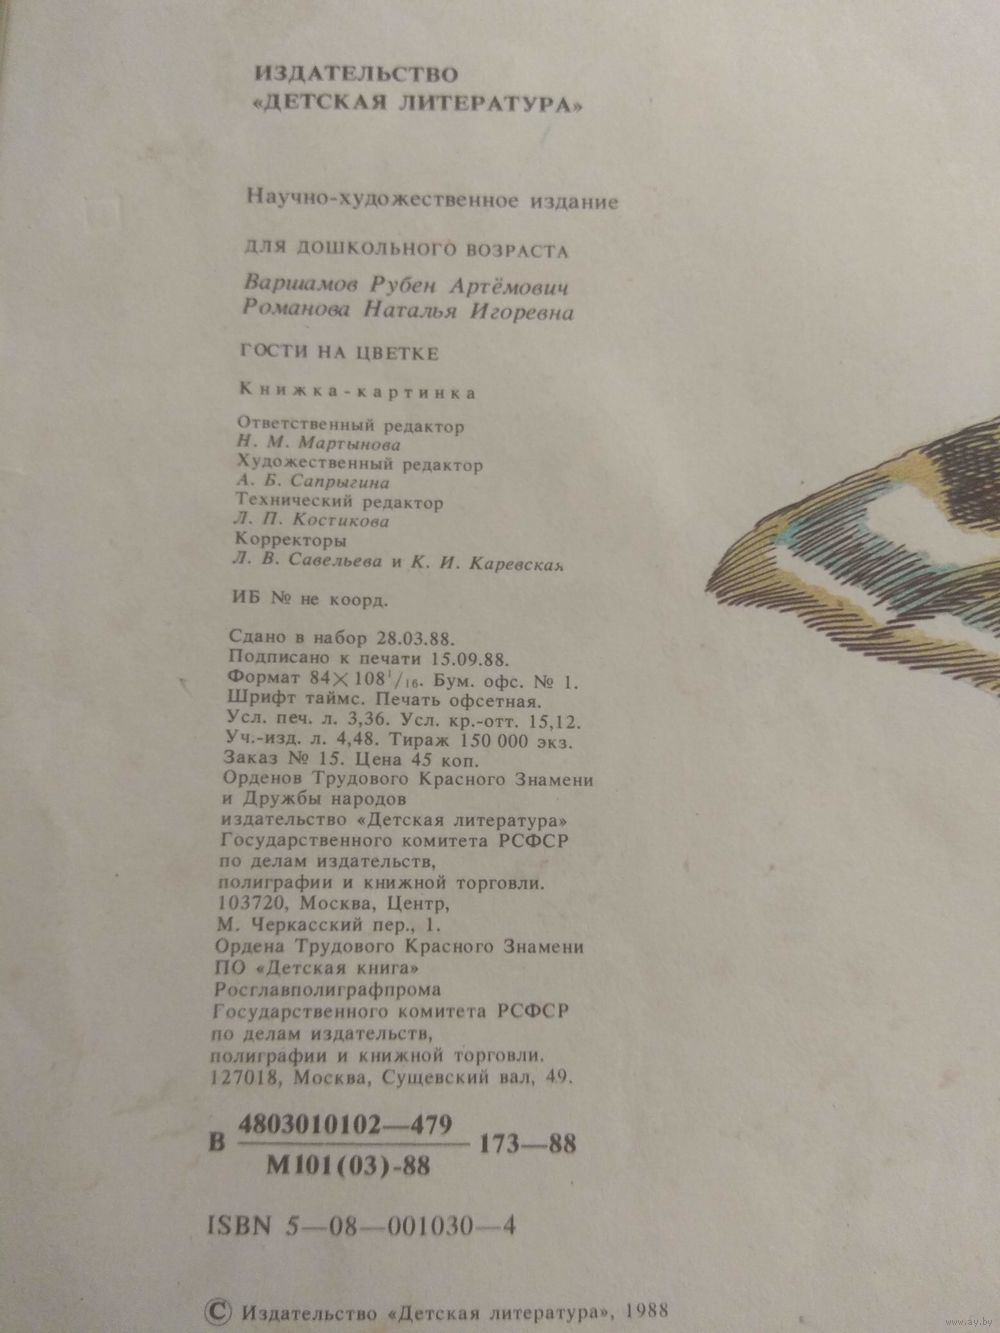 ИЗДАТЕЛЬСТВО
«ДЕТСКАЯ ЛИТЕРАТУРА»
Научно-художественное издание
ДЛЯ ДОШКОЛЬНОГО ВОЗРАСТА
Варшамов Рубен Артёмович
Романова Наталья Игоревна
ГОСТИ НА ЦВЕТКЕ
Книжка-картинка
Ответственный редактор
Н. М. Мартынова
Художественный редактор
А. Б. Сапрыгина
Технический редактор
Л. П. Костикова
Корректоры
Л. В. Савельева и К. И. Каревская
ИБ № не коорд.
Сдано в набор 28.03.88.
Подписано к печати 15.09.88.
Формат 84×108¹/₁₆. Бум. офс. № 1.
Шрифт таймс. Печать офсетная.
Усл. печ. л. 3,36. Усл. кр.-отт. 15,12.
Уч.-изд. л. 4,48. Тираж 150 000 экз.
Заказ № 15. Цена 45 коп.
Орденов Трудового Красного Знамени
и Дружбы народов
издательство «Детская литература»
Государственного комитета РСФСР
по делам издательств,
полиграфии и книжной торговли.
103720, Москва, Центр,
М. Черкасский пер., 1.
Ордена Трудового Красного Знамени
ПО «Детская книга»
Росглавполиграфпрома
Государственного комитета РСФСР
по делам издательств,
полиграфии и книжной торговли.
127018, Москва, Сущевский вал, 49.
4803010102—479
В 173—88
М101(03)-88
ISBN 5—08—001030—4
© Издательство «Детская литература», 1988
www.ay.by